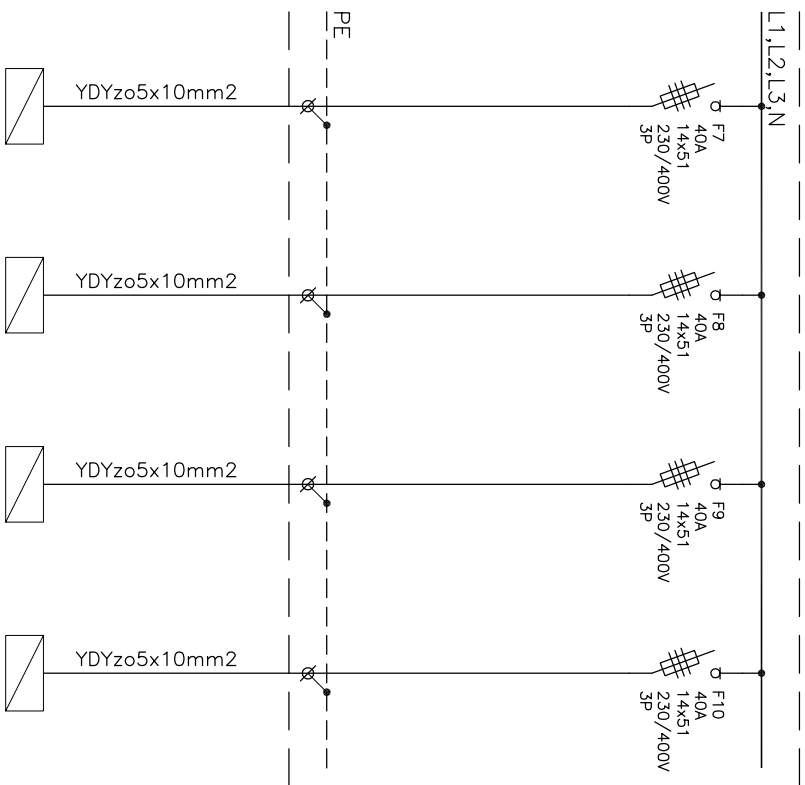 PE
L1,L2,L3,N
YDYzo5x10mm2
F7
40A
14x51
230/400V
3P
YDYzo5x10mm2
F8
40A
14x51
230/400V
3P
YDYzo5x10mm2
F9
40A
14x51
230/400V
3P
YDYzo5x10mm2
F10
40A
14x51
230/400V
3P